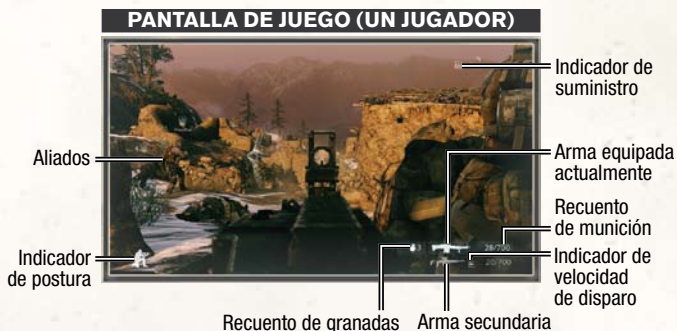 PANTALLA DE JUEGO (UN JUGADOR)
Indicador de
suministro
Aliados
Arma equipada
actualmente
Recuento
de munición
3
28/700
20/700
Indicador
de postura
Indicador de
velocidad
de disparo
Recuento de granadas
Arma secundaria